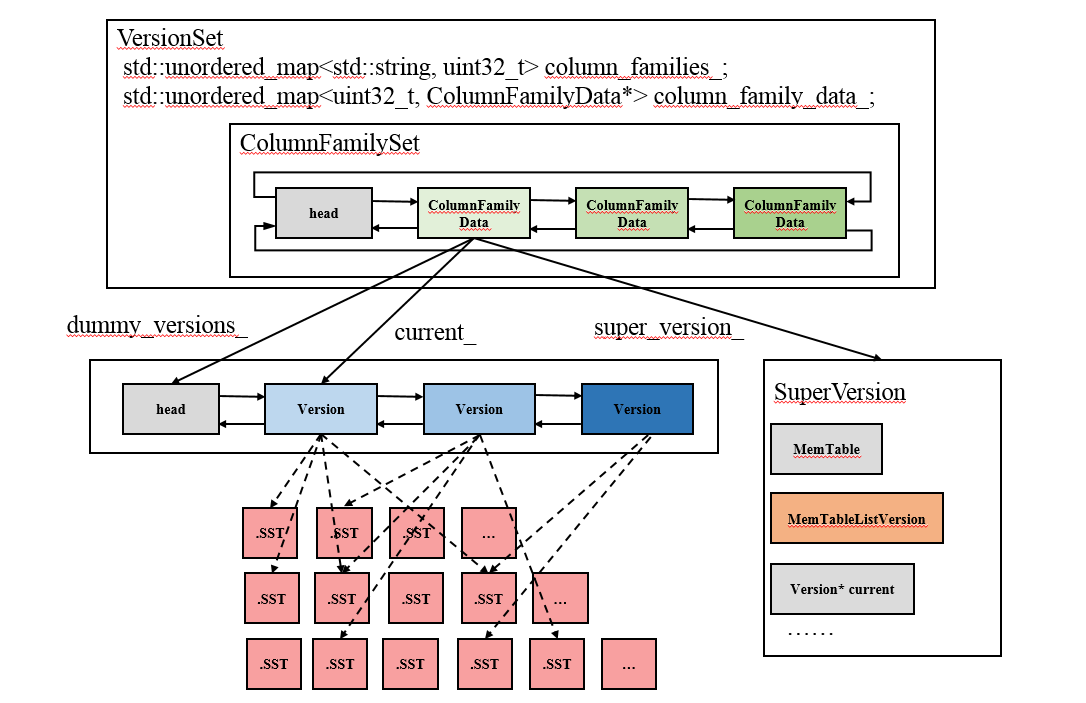 VersionSet
std::unordered_map<std::string, uint32_t> column_families_;
std::unordered_map<uint32_t, ColumnFamilyData*> column_family_data_;
ColumnFamilySet
head
ColumnFamily
Data
ColumnFamily
Data
ColumnFamily
Data
dummy_versions_
current_
super_version_
head
Version
Version
Version
SuperVersion
MemTable
MemTableListVersion
Version* current
......
.SST
.SST
.SST
...
.SST
.SST
.SST
.SST
...
.SST
.SST
.SST
.SST
.SST
...